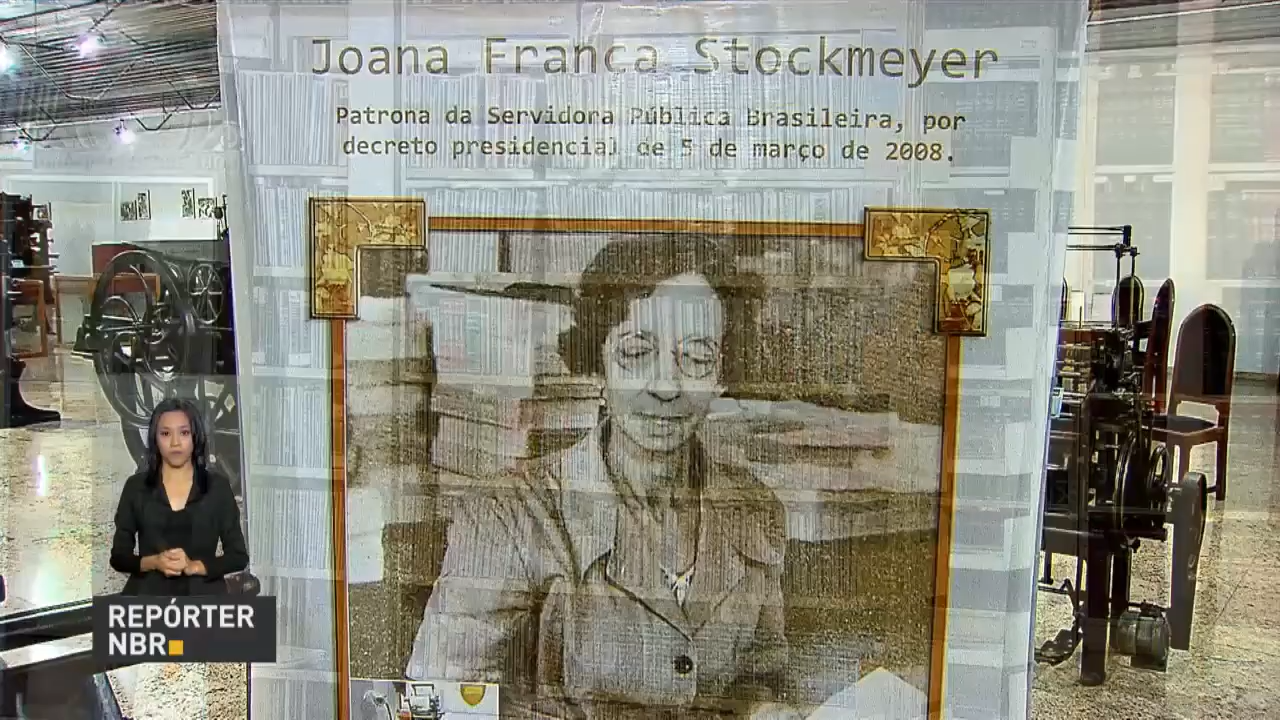 Joana França Stockmeyer
Patrona da Servidora Pública Brasileira, por
decreto presidencial de 5 de março de 2008.
REPÓRTER
NBR